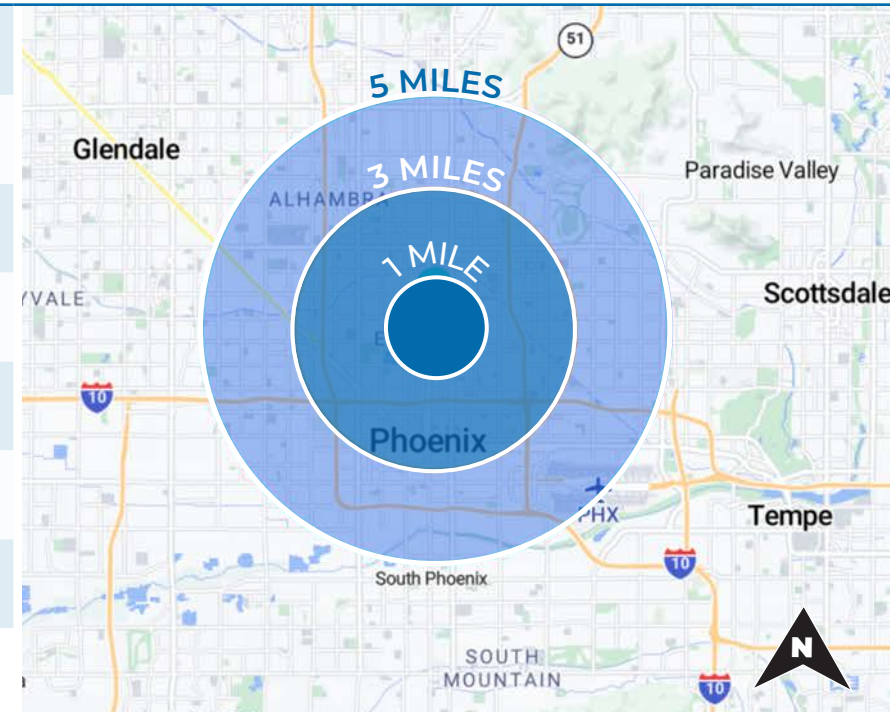 51
5 MILES
Glendale
3 MILES
Paradise Valley
ALHAMBRA
1 MILE
YVALE
Scottsdale
E
10
Phoenix
PHX
Tempe
10
South Phoenix
SOUTH
MOUNTAIN
N
10